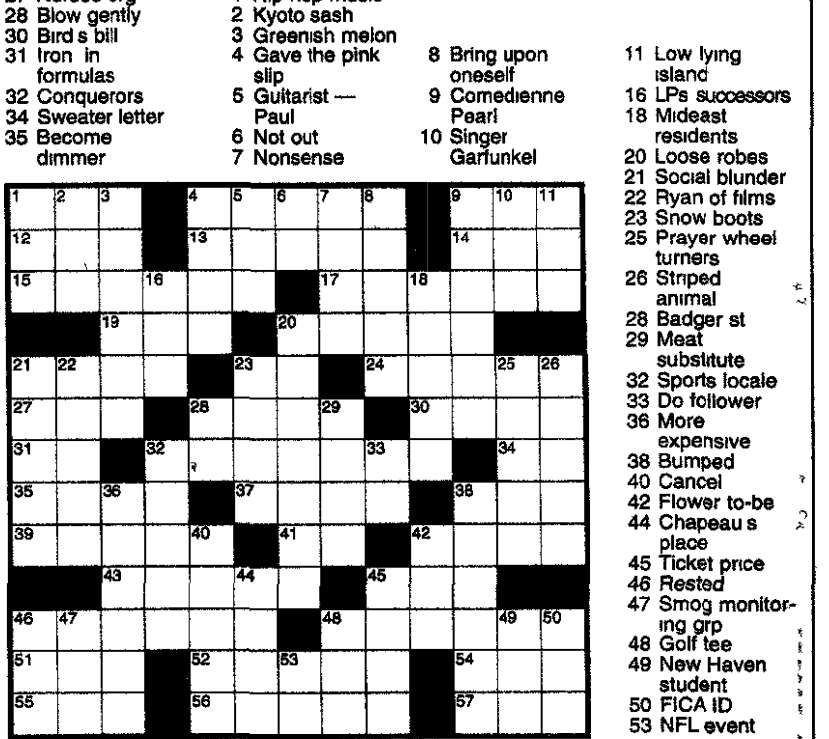 28 Blow gently
30 Bird s bill
31 Iron in
formulas
32 Conquerors
34 Sweater letter
35 Become
dimmer
2 Kyoto sash
3 Greenish melon
4 Gave the pink
slip
5 Guitarist —
Paul
6 Not out
7 Nonsense
8 Bring upon
oneself
9 Comedienne
Pearl
10 Singer
Garfunkel
11 Low lying
island
16 LPs successors
18 Mideast
residents
20 Loose robes
21 Social blunder
22 Ryan of films
23 Snow boots
25 Prayer wheel
turners
26 Striped
animal
28 Badger st
29 Meat
substitute
32 Sports locale
33 Do follower
36 More
expensive
38 Bumped
40 Cancel
42 Flower to-be
44 Chapeau s
place
45 Ticket price
46 Rested
47 Smog monitor-
ing grp
48 Golf tee
49 New Haven
student
50 FICA ID
53 NFL event
1 2 3 4 5 6 7 8 9 10 11
12 13 14
15 16 17 18
19 20
21 22 23 24 25 26
27 28 29 30
31 32 33 34
35 36 37 38
39 40 41 42
43 44 45
46 47 48 49 50
51 52 53 54
55 56 57